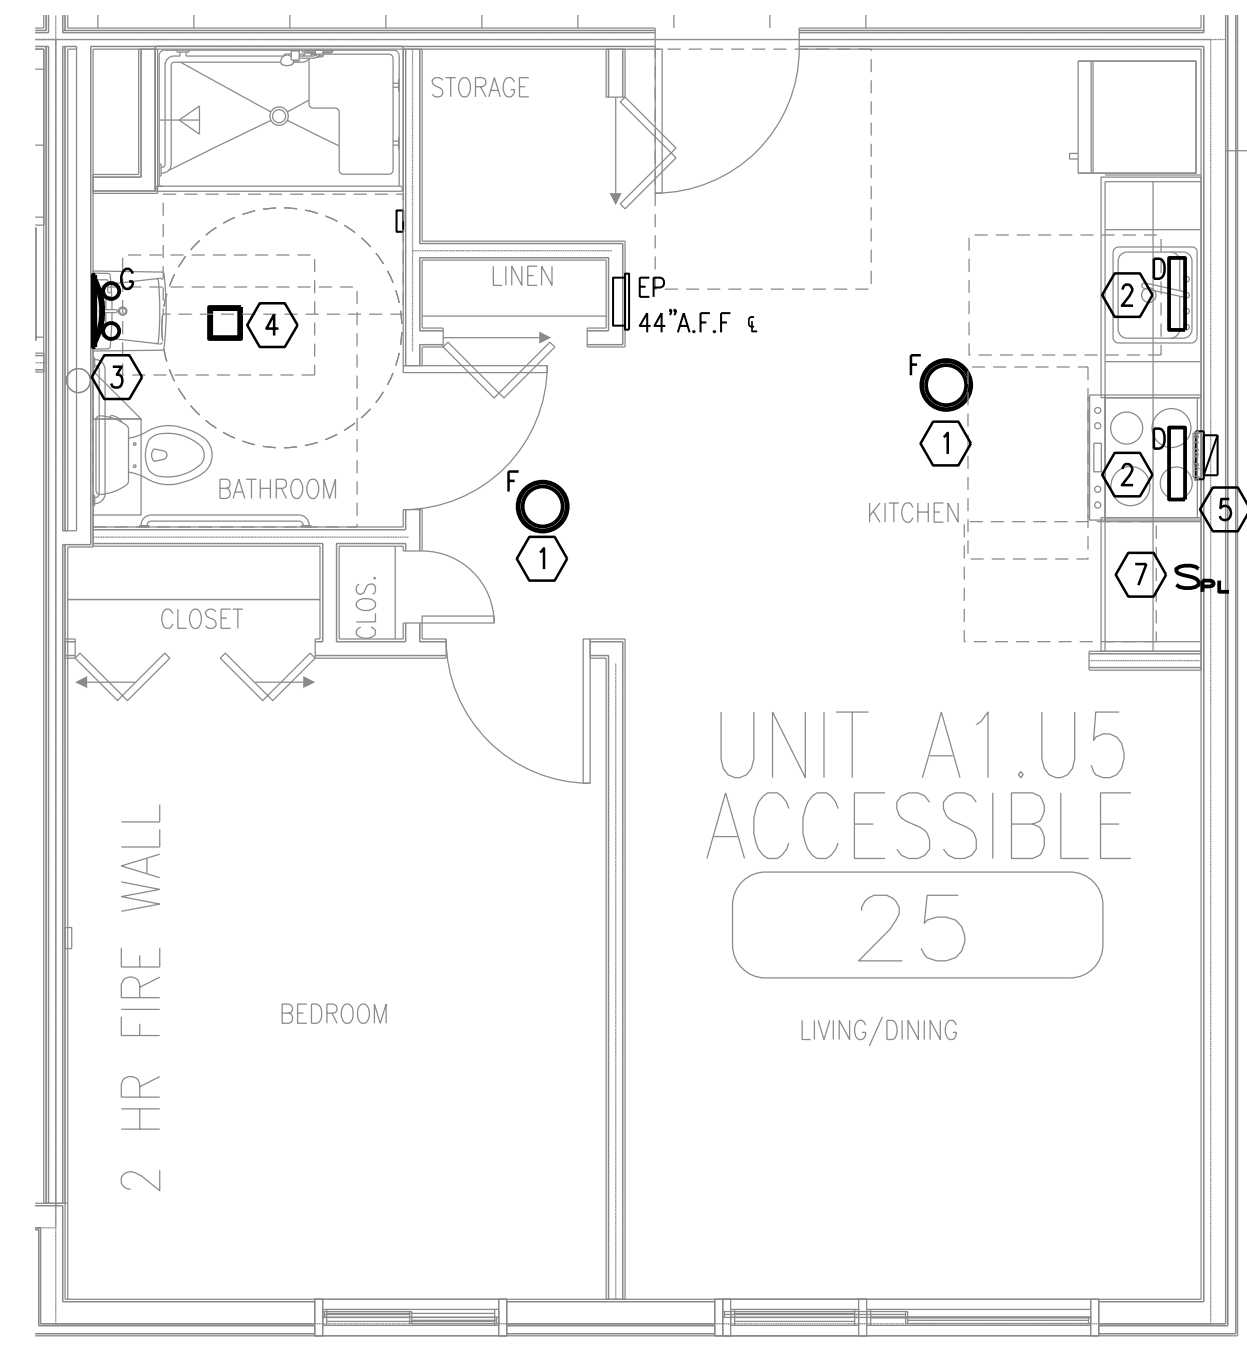 STORAGE
LINEN
EP
44"A.F.F ℄
G
4
3
D
2
F
1
D
2
5
BATHROOM
F
1
KITCHEN
7 SPL
CLOSET
CLOS.
UNIT A1.U5
ACCESSIBLE
25
2 HR FIRE WALL
BEDROOM
LIVING/DINING